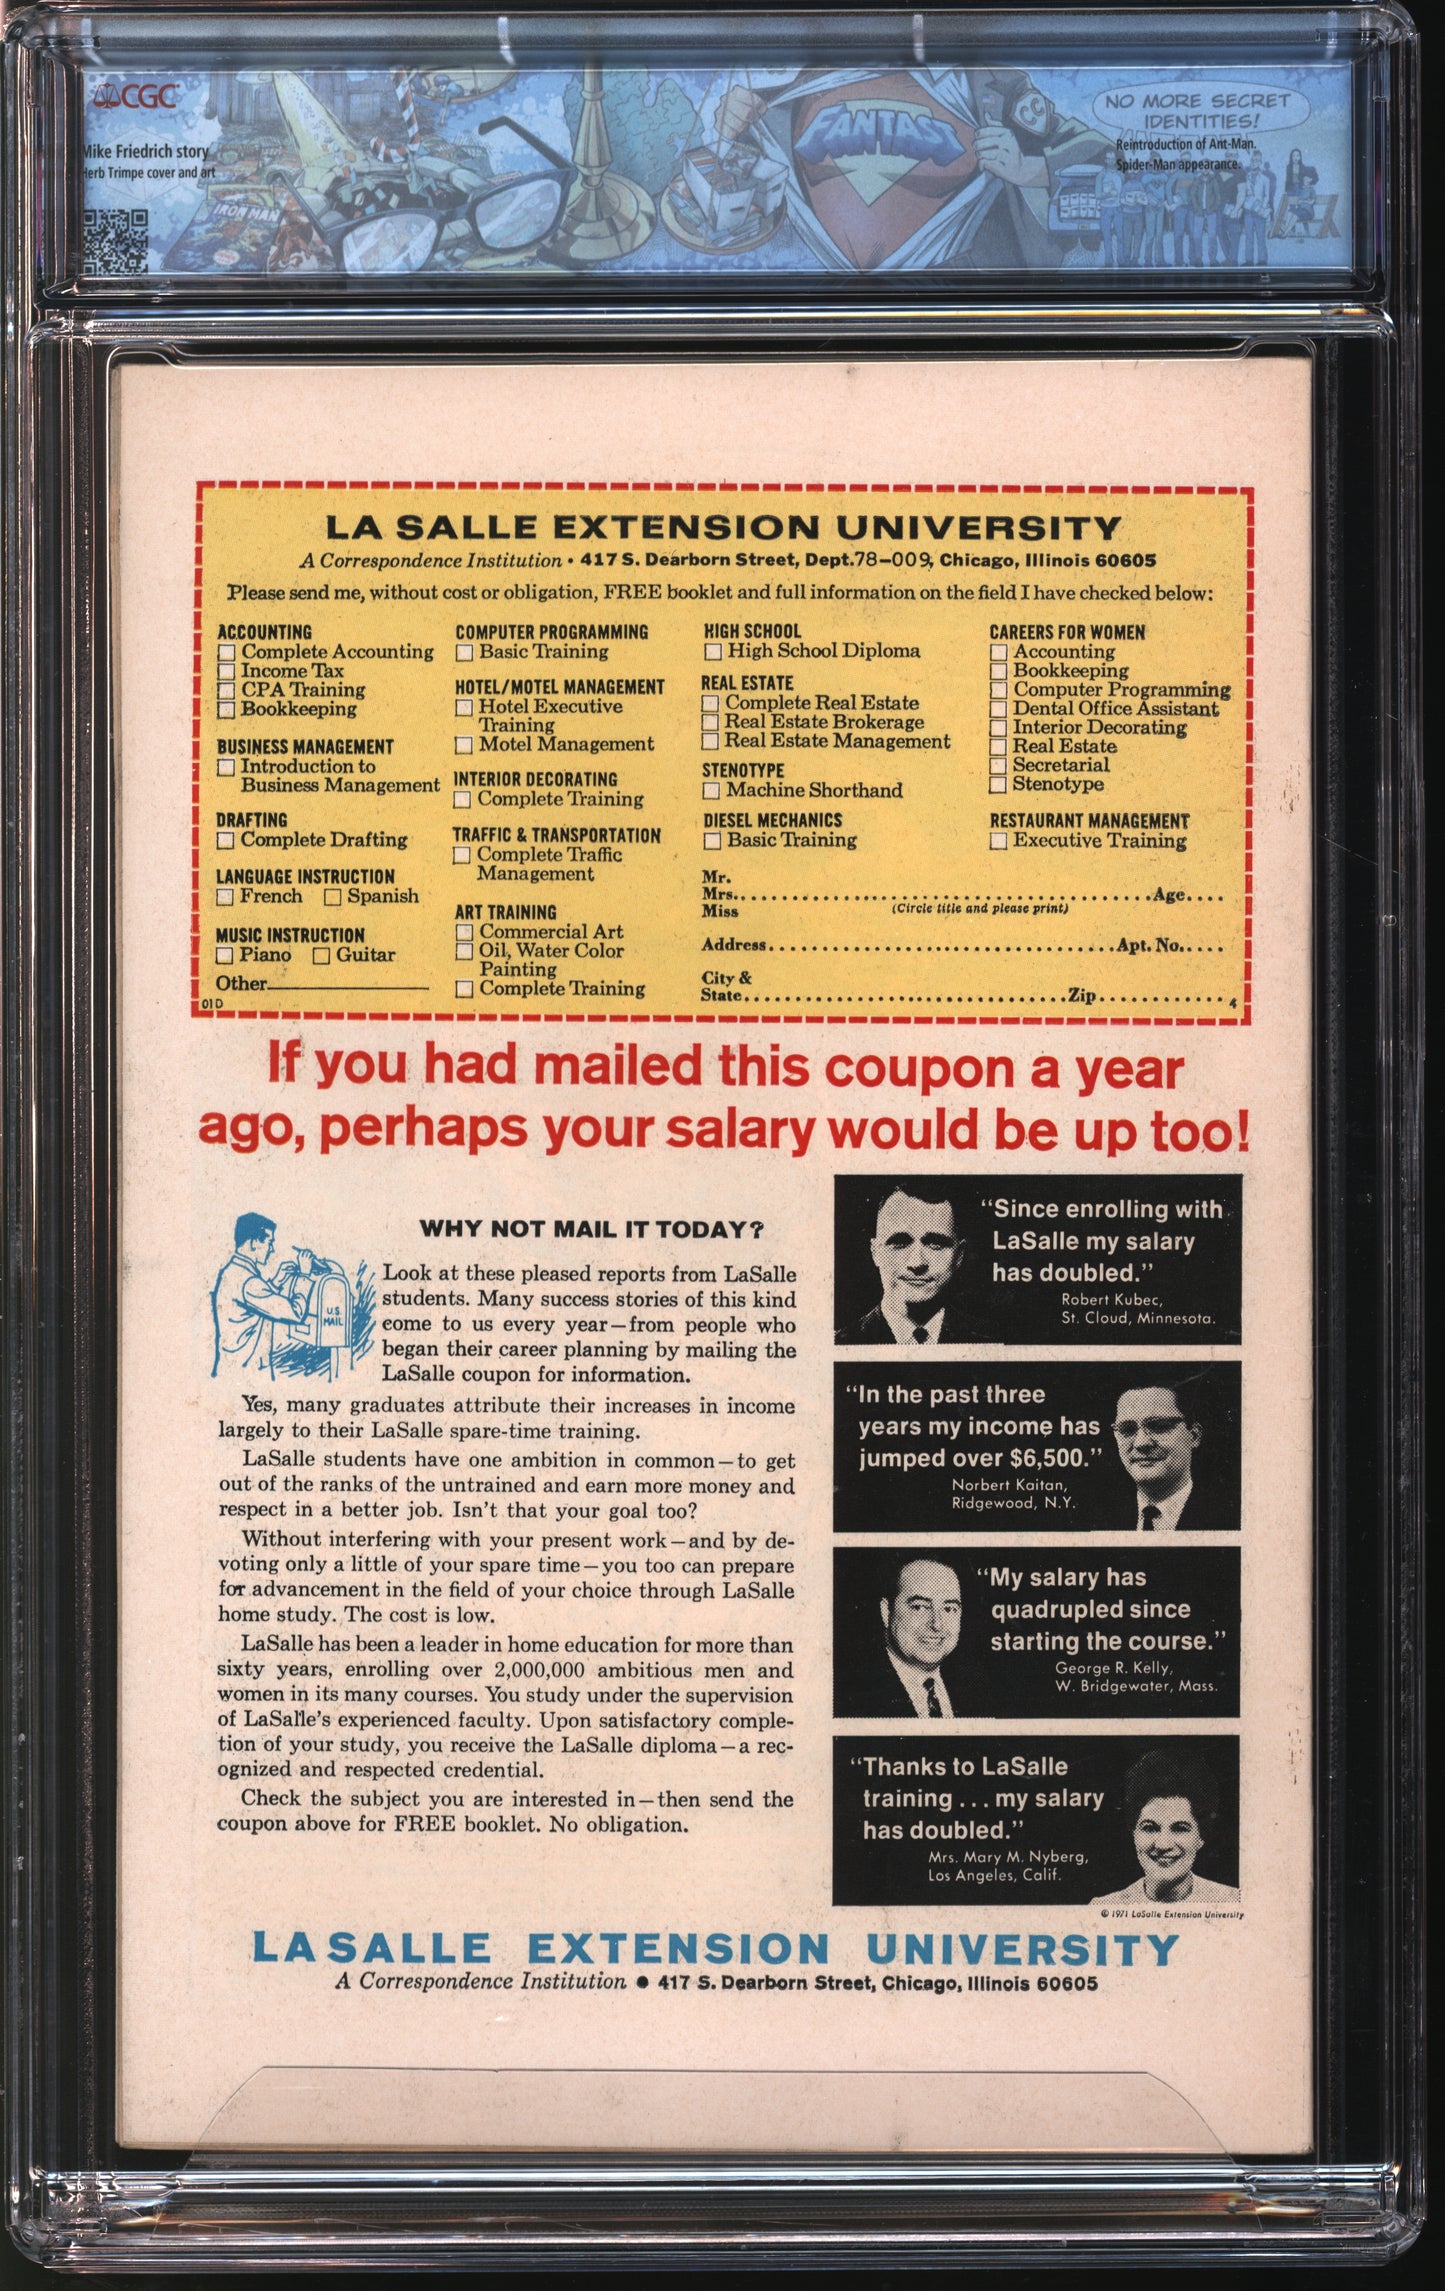 CGC
Mike Friedrich story
Herb Trimpe cover and art
IRON MAN
FANTAST
CC
NO MORE SECRET
IDENTITIES!
Reintroduction of Ant-Man.
Spider-Man appearance.
LA SALLE EXTENSION UNIVERSITY
A Correspondence Institution • 417 S. Dearborn Street, Dept.78-009, Chicago, Illinois 60605
Please send me, without cost or obligation, FREE booklet and full information on the field I have checked below:
ACCOUNTING
Complete Accounting
Income Tax
CPA Training
Bookkeeping
BUSINESS MANAGEMENT
Introduction to
Business Management
DRAFTING
Complete Drafting
LANGUAGE INSTRUCTION
French Spanish
MUSIC INSTRUCTION
Piano Guitar
Other
01D
COMPUTER PROGRAMMING
Basic Training
HOTEL/MOTEL MANAGEMENT
Hotel Executive
Training
Motel Management
INTERIOR DECORATING
Complete Training
TRAFFIC & TRANSPORTATION
Complete Traffic
Management
ART TRAINING
Commercial Art
Oil, Water Color
Painting
Complete Training
HIGH SCHOOL
High School Diploma
REAL ESTATE
Complete Real Estate
Real Estate Brokerage
Real Estate Management
STENOTYPE
Machine Shorthand
DIESEL MECHANICS
Basic Training
CAREERS FOR WOMEN
Accounting
Bookkeeping
Computer Programming
Dental Office Assistant
Interior Decorating
Real Estate
Secretarial
Stenotype
RESTAURANT MANAGEMENT
Executive Training
Mr.
Mrs. Age
Miss (Circle title and please print)
Address Apt. No.
City &
State Zip 4
If you had mailed this coupon a year
ago, perhaps your salary would be up too!
WHY NOT MAIL IT TODAY?
U.S.
MAIL
Look at these pleased reports from LaSalle
students. Many success stories of this kind
come to us every year—from people who
began their career planning by mailing the
LaSalle coupon for information.
Yes, many graduates attribute their increases in income
largely to their LaSalle spare-time training.
LaSalle students have one ambition in common—to get
out of the ranks of the untrained and earn more money and
respect in a better job. Isn't that your goal too?
Without interfering with your present work—and by de-
voting only a little of your spare time—you too can prepare
for advancement in the field of your choice through LaSalle
home study. The cost is low.
LaSalle has been a leader in home education for more than
sixty years, enrolling over 2,000,000 ambitious men and
women in its many courses. You study under the supervision
of LaSalle's experienced faculty. Upon satisfactory comple-
tion of your study, you receive the LaSalle diploma—a rec-
ognized and respected credential.
Check the subject you are interested in—then send the
coupon above for FREE booklet. No obligation.
"Since enrolling with
LaSalle my salary
has doubled."
Robert Kubec,
St. Cloud, Minnesota.
"In the past three
years my income has
jumped over $6,500."
Norbert Kaitan,
Ridgewood, N.Y.
"My salary has
quadrupled since
starting the course."
George R. Kelly,
W. Bridgewater, Mass.
"Thanks to LaSalle
training . . . my salary
has doubled."
Mrs. Mary M. Nyberg,
Los Angeles, Calif.
© 1971 LaSalle Extension University
LA SALLE EXTENSION UNIVERSITY
A Correspondence Institution • 417 S. Dearborn Street, Chicago, Illinois 60605